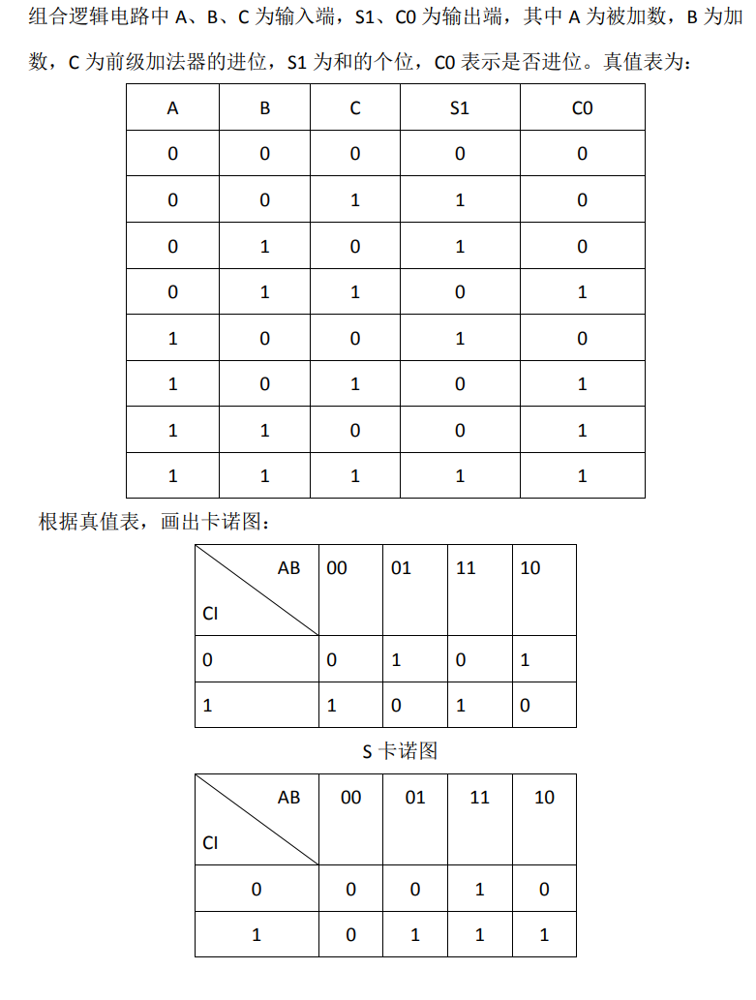 组合逻辑电路中 A、B、C 为输入端，S1、C0 为输出端，其中 A 为被加数，B 为加
数，C 为前级加法器的进位，S1 为和的个位，C0 表示是否进位。真值表为：
A B C S1 C0
0 0 0 0 0
0 0 1 1 0
0 1 0 1 0
0 1 1 0 1
1 0 0 1 0
1 0 1 0 1
1 1 0 0 1
1 1 1 1 1
根据真值表，画出卡诺图：
AB 00 01 11 10
CI
0 0 1 0 1
1 1 0 1 0
S 卡诺图
AB 00 01 11 10
CI
0 0 0 1 0
1 0 1 1 1